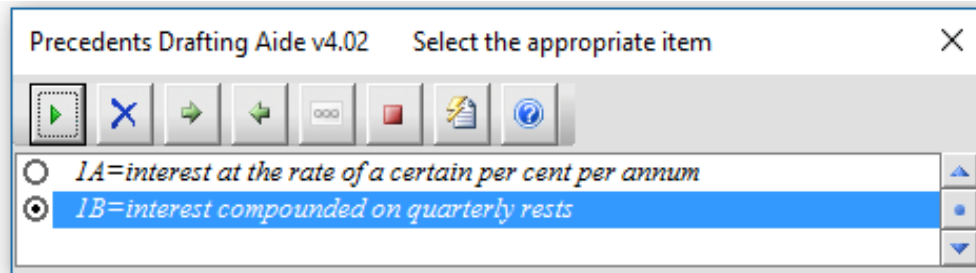 Precedents Drafting Aide v4.02 Select the appropriate item
1A=interest at the rate of a certain per cent per annum
1B=interest compounded on quarterly rests